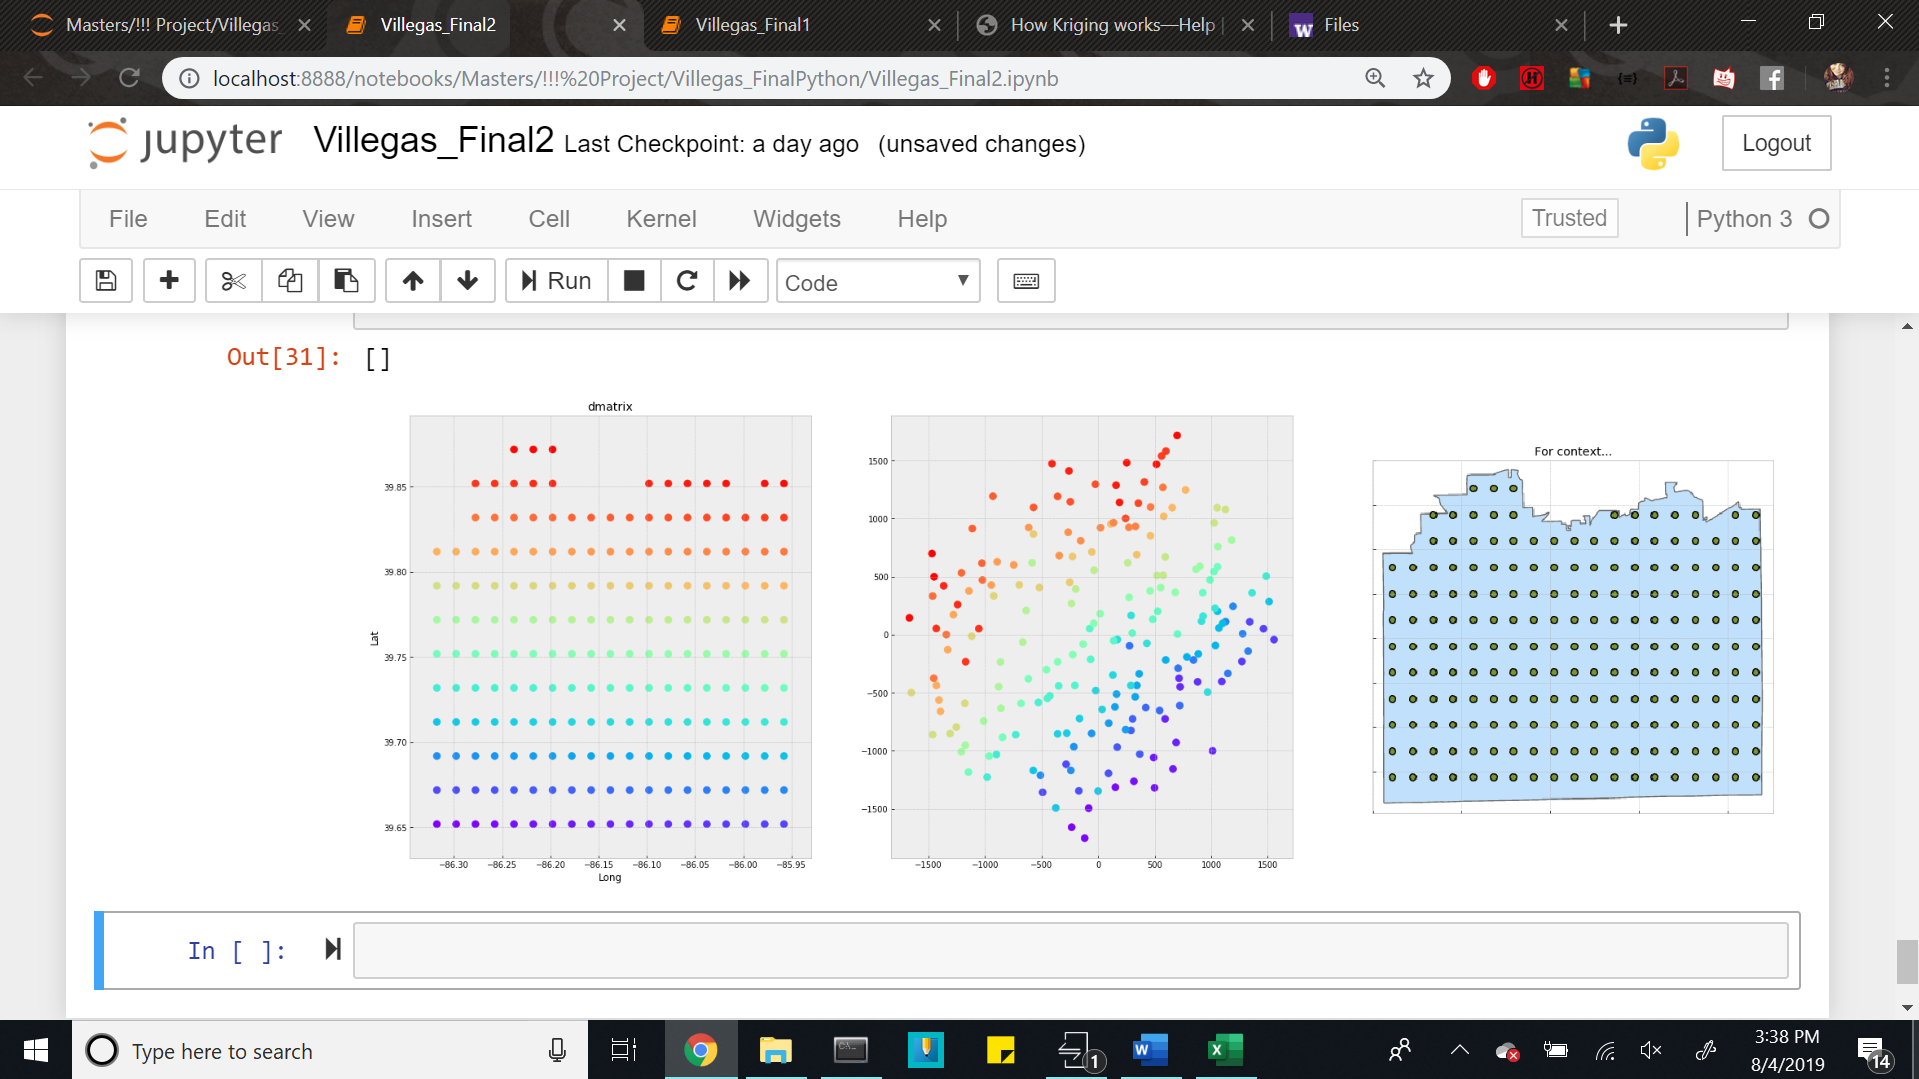 Masters/!!! Project/Villegas_
Villegas_Final2
Villegas_Final1
How Kriging works—Help |
Files
localhost:8888/notebooks/Masters/!!!%20Project/Villegas_FinalPython/Villegas_Final2.ipynb
jupyter Villegas_Final2 Last Checkpoint: a day ago (unsaved changes)
Logout
File Edit View Insert Cell Kernel Widgets Help
Trusted
Python 3
Run
Code
Out[31]: []
dmatrix
39.85
39.80
39.75
39.70
39.65
Lat
−86.30 −86.25 −86.20 −86.15 −86.10 −86.05 −86.00 −85.95
Long
1500
1000
500
0
−500
−1000
−1500
−1500 −1000 −500 0 500 1000 1500
For context...
In [ ]:
Type here to search
1
3:38 PM
8/4/2019
14